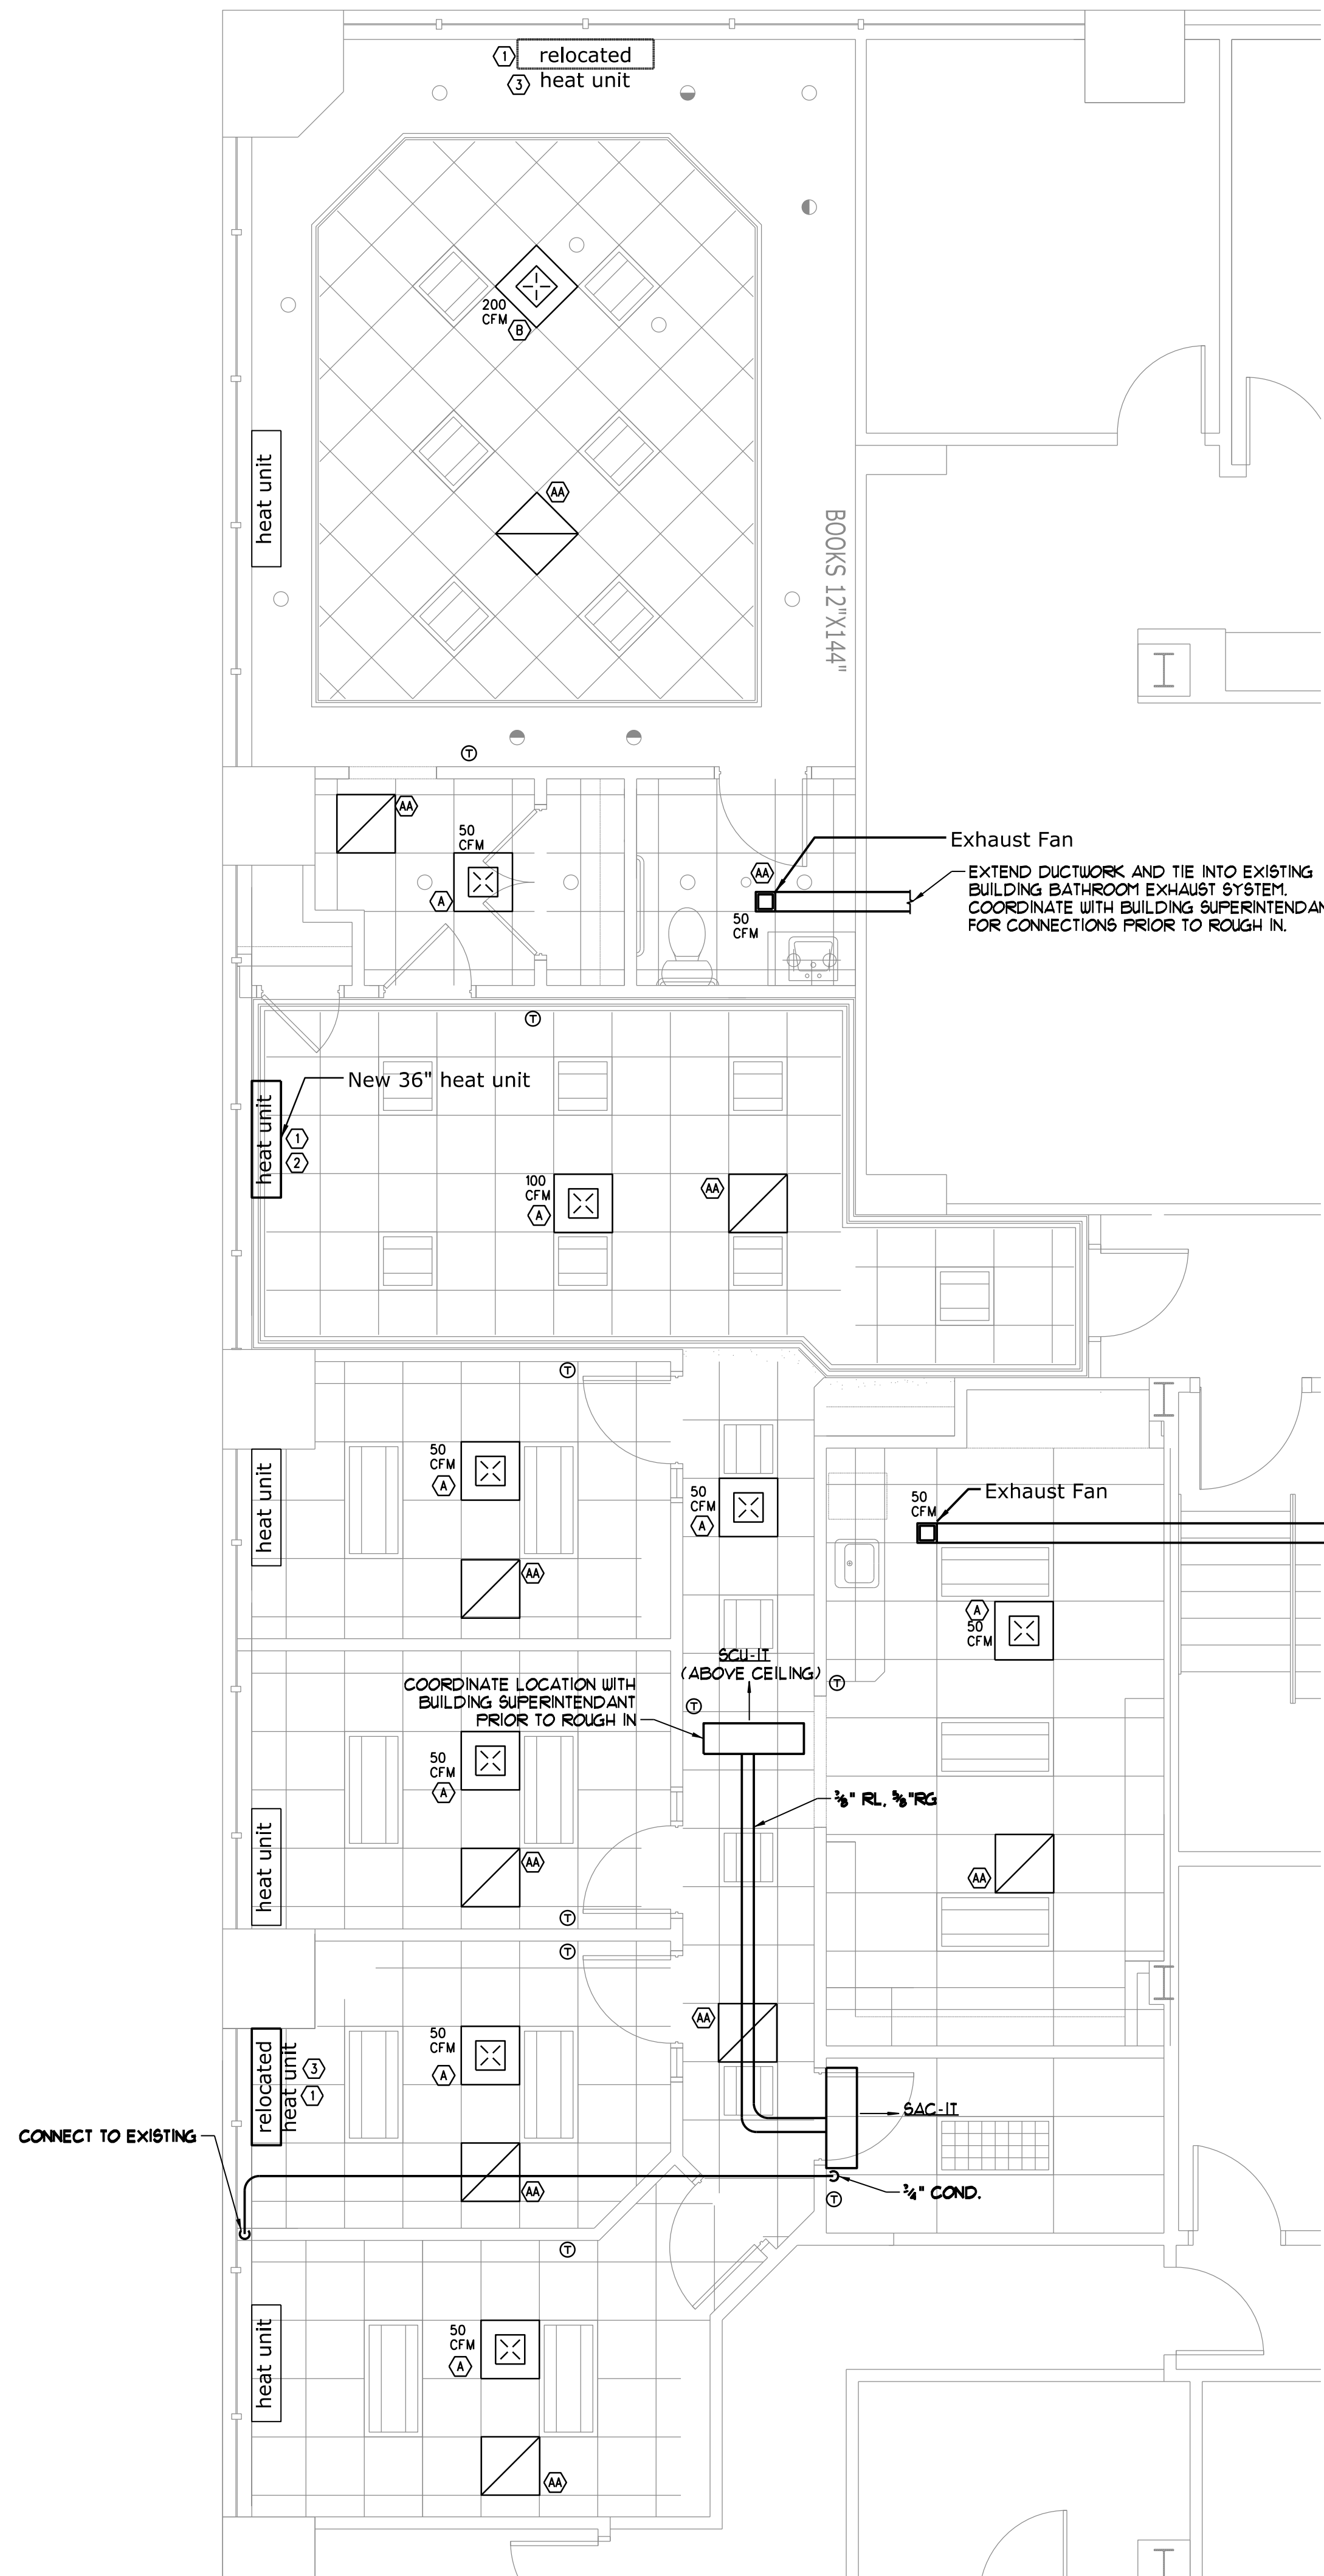 1 relocated
3 heat unit
200
CFM
B
heat unit
AA
BOOKS 12"X144"
T
AA
50
CFM
A
Exhaust Fan
AA
50
CFM
EXTEND DUCTWORK AND TIE INTO EXISTING
BUILDING BATHROOM EXHAUST SYSTEM.
COORDINATE WITH BUILDING SUPERINTENDAN
FOR CONNECTIONS PRIOR TO ROUGH IN.
T
New 36" heat unit
heat unit
1
2
100
CFM
A
AA
T
heat unit
50
CFM
A
AA
50
CFM
A
50
CFM
Exhaust Fan
A
50
CFM
SCU-1T
(ABOVE CEILING)
T
T
COORDINATE LOCATION WITH
BUILDING SUPERINTENDANT
PRIOR TO ROUGH IN
50
CFM
A
heat unit
AA
T
3/8" RL, 5/8"RG
AA
T
relocated
heat unit
3
1
50
CFM
A
AA
AA
SAC-1T
CONNECT TO EXISTING
3/4" COND.
T
T
heat unit
50
CFM
A
AA